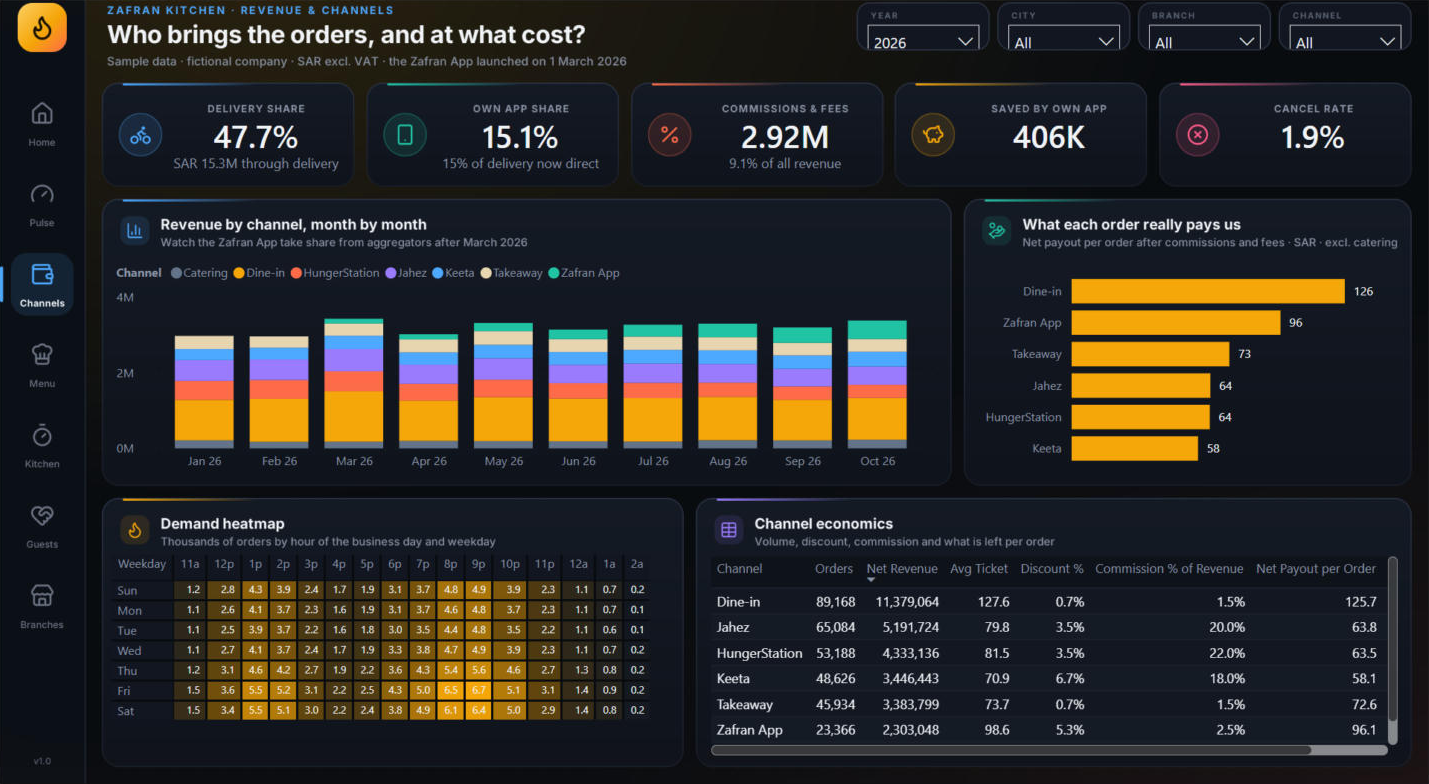 ZAFRAN KITCHEN · REVENUE & CHANNELS
Who brings the orders, and at what cost?
Sample data · fictional company · SAR excl. VAT · the Zafran App launched on 1 March 2026
YEAR
2026
CITY
All
BRANCH
All
CHANNEL
All
Home
Pulse
Channels
Menu
Kitchen
Guests
Branches
v1.0
DELIVERY SHARE
47.7%
SAR 15.3M through delivery
OWN APP SHARE
15.1%
15% of delivery now direct
COMMISSIONS & FEES
2.92M
9.1% of all revenue
SAVED BY OWN APP
406K
CANCEL RATE
1.9%
Revenue by channel, month by month
Watch the Zafran App take share from aggregators after March 2026
Channel Catering Dine-in HungerStation Jahez Keeta Takeaway Zafran App
4M
2M
0M
Jan 26 Feb 26 Mar 26 Apr 26 May 26 Jun 26 Jul 26 Aug 26 Sep 26 Oct 26
What each order really pays us
Net payout per order after commissions and fees · SAR · excl. catering
Dine-in 126
Zafran App 96
Takeaway 73
Jahez 64
HungerStation 64
Keeta 58
Demand heatmap
Thousands of orders by hour of the business day and weekday
Weekday 11a 12p 1p 2p 3p 4p 5p 6p 7p 8p 9p 10p 11p 12a 1a 2a
Sun 1.2 2.8 4.3 3.9 2.4 1.7 1.9 3.1 3.7 4.8 4.9 3.9 2.3 1.1 0.7 0.2
Mon 1.1 2.6 4.1 3.7 2.3 1.6 1.9 3.1 3.7 4.6 4.8 3.7 2.3 1.1 0.7 0.1
Tue 1.1 2.5 3.9 3.7 2.2 1.6 1.8 3.0 3.5 4.4 4.8 3.5 2.2 1.1 0.6 0.1
Wed 1.1 2.7 4.1 3.7 2.4 1.7 1.9 3.3 3.8 4.7 4.9 3.9 2.3 1.1 0.7 0.2
Thu 1.2 3.1 4.6 4.2 2.7 1.9 2.2 3.6 4.3 5.4 5.6 4.6 2.7 1.3 0.8 0.2
Fri 1.5 3.6 5.5 5.2 3.1 2.2 2.5 4.3 5.0 6.5 6.7 5.1 3.1 1.4 0.9 0.2
Sat 1.5 3.4 5.5 5.1 3.0 2.2 2.4 3.8 4.9 6.1 6.4 5.0 2.9 1.4 0.8 0.2
Channel economics
Volume, discount, commission and what is left per order
Channel Orders Net Revenue Avg Ticket Discount % Commission % of Revenue Net Payout per Order
Dine-in 89,168 11,379,064 127.6 0.7% 1.5% 125.7
Jahez 65,084 5,191,724 79.8 3.5% 20.0% 63.8
HungerStation 53,188 4,333,136 81.5 3.5% 22.0% 63.5
Keeta 48,626 3,446,443 70.9 6.7% 18.0% 58.1
Takeaway 45,934 3,383,799 73.7 0.7% 1.5% 72.6
Zafran App 23,366 2,303,048 98.6 5.3% 2.5% 96.1